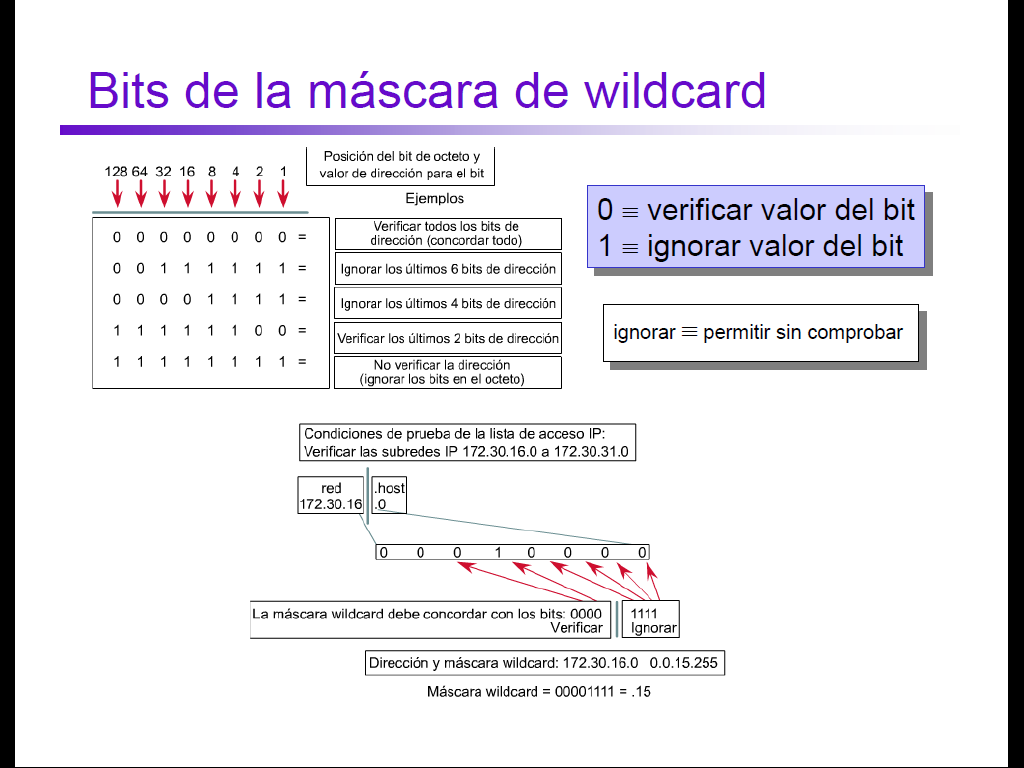 Bits de la máscara de wildcard
128 64 32 16 8 4 2 1
Posición del bit de octeto y
valor de dirección para el bit
Ejemplos
0 0 0 0 0 0 0 0 =
Verificar todos los bits de
dirección (concordar todo)
0 0 1 1 1 1 1 1 =
Ignorar los últimos 6 bits de dirección
0 0 0 0 1 1 1 1 =
Ignorar los últimos 4 bits de dirección
1 1 1 1 1 1 0 0 =
Verificar los últimos 2 bits de dirección
1 1 1 1 1 1 1 1 =
No verificar la dirección
(ignorar los bits en el octeto)
0 ≡ verificar valor del bit
1 ≡ ignorar valor del bit
ignorar ≡ permitir sin comprobar
Condiciones de prueba de la lista de acceso IP:
Verificar las subredes IP 172.30.16.0 a 172.30.31.0
red
172.30.16
.host
.0
0 0 0 1 0 0 0 0
La máscara wildcard debe concordar con los bits: 0000
Verificar
1111
Ignorar
Dirección y máscara wildcard: 172.30.16.0 0.0.15.255
Máscara wildcard = 00001111 = .15